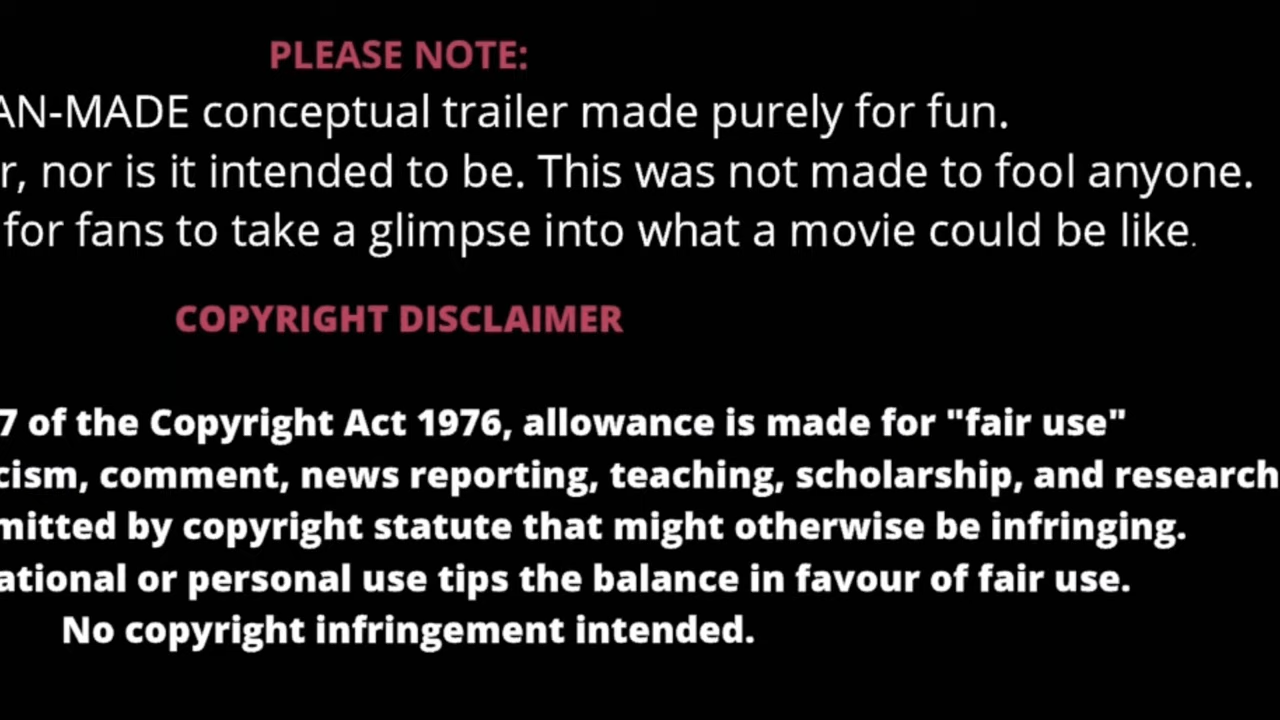 PLEASE NOTE:
AN-MADE conceptual trailer made purely for fun.
r, nor is it intended to be. This was not made to fool anyone.
for fans to take a glimpse into what a movie could be like.
COPYRIGHT DISCLAIMER
7 of the Copyright Act 1976, allowance is made for "fair use"
cism, comment, news reporting, teaching, scholarship, and research
mitted by copyright statute that might otherwise be infringing.
ational or personal use tips the balance in favour of fair use.
No copyright infringement intended.